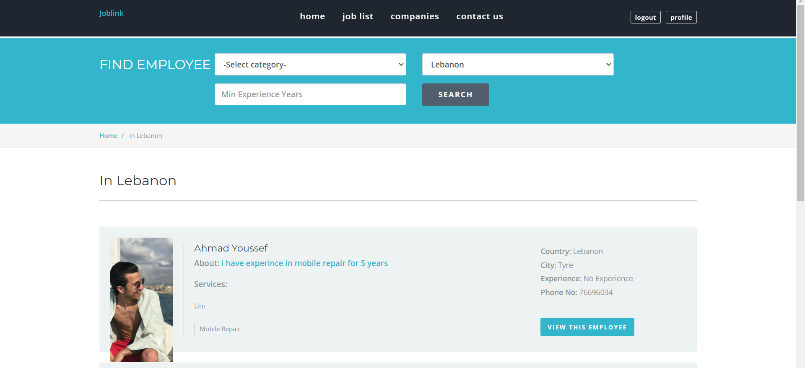 Joblink
home job list companies contact us
logout profile
FIND EMPLOYEE
-Select category-
Lebanon
Min Experience Years
SEARCH
Home / In Lebanon
In Lebanon
Ahmad Youssef
About: i have experince in mobile repair for 5 years
Services:
Uni
Mobile Repair
Country: Lebanon
City: Tyre
Experience: No Experience
Phone No: 76696034
VIEW THIS EMPLOYEE